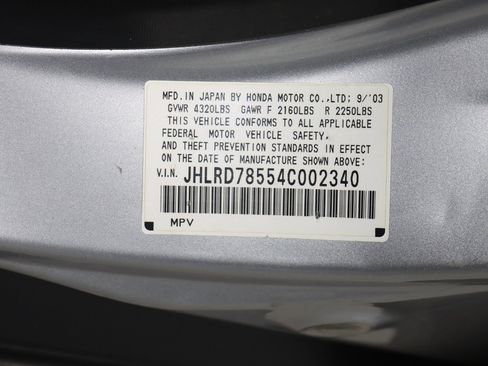 MFD.IN JAPAN BY HONDA MOTOR CO.,LTD: 9/'03
GVWR 4320LBS GAWR F 2160LBS R 2250LBS
THIS VEHICLE CONFORMS TO ALL APPLICABLE
FEDERAL MOTOR VEHICLE SAFETY,
AND THEFT PREVENTION STANDARDS IN EFFECT
ON THE DATE OF MANUFACTURE SHOWN ABOVE:
V.I.N. JHLRD78554C002340
MPV